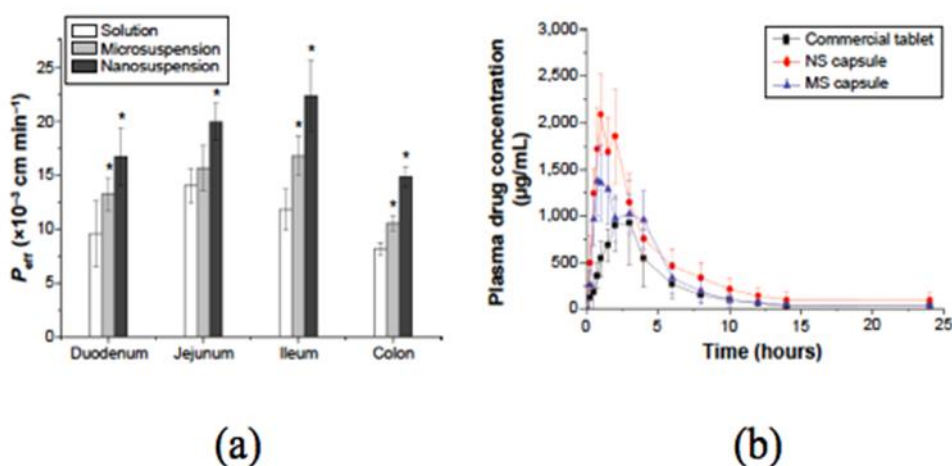 Solution
Microsuspension
Nanosuspension
25
20
15
10
5
0
P_eff (×10⁻³ cm min⁻¹)
*
*
*
*
*
*
*
Duodenum Jejunum Ileum Colon
(a)
3,000
2,500
2,000
1,500
1,000
500
0
Plasma drug concentration
(µg/mL)
Commercial tablet
NS capsule
MS capsule
0 5 10 15 20 25
Time (hours)
(b)